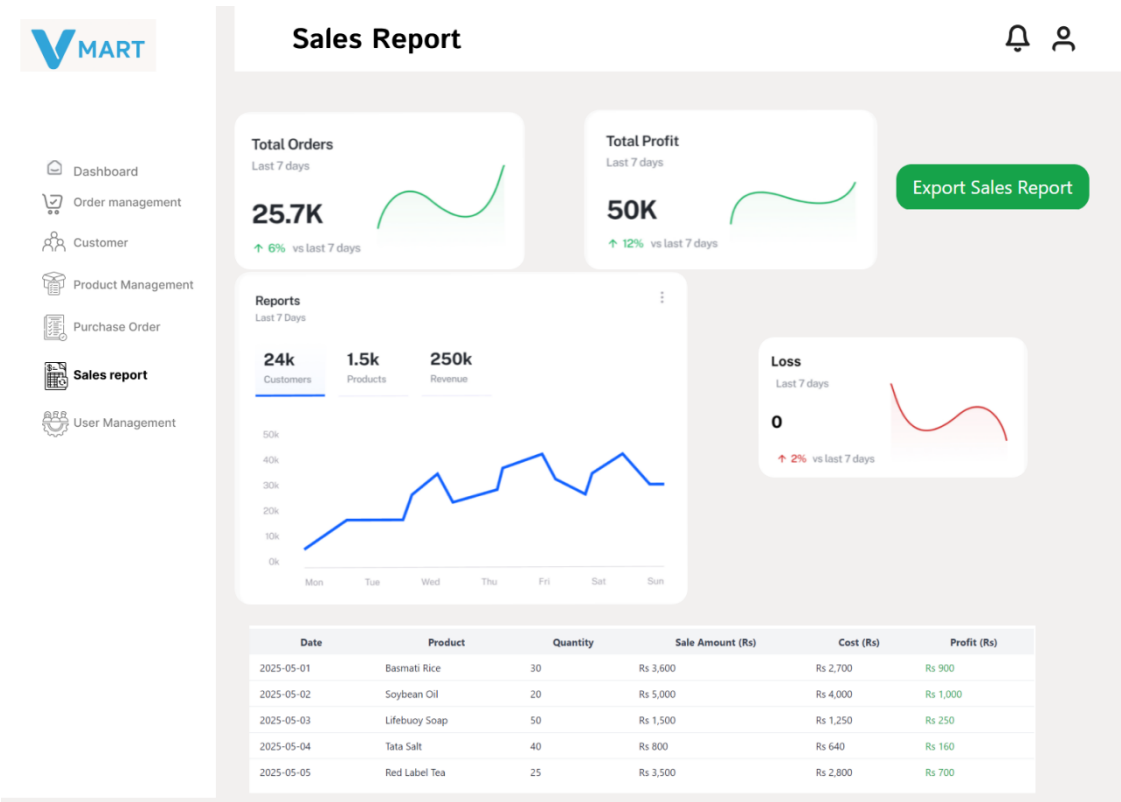 V MART
Sales Report
Dashboard
Order management
Customer
Product Management
Purchase Order
Sales report
User Management
Total Orders
Last 7 days
25.7K
6% vs last 7 days
Total Profit
Last 7 days
50K
12% vs last 7 days
Export Sales Report
Reports
Last 7 Days
24k 1.5k 250k
Customers Products Revenue
50k
40k
30k
20k
10k
0k
Mon Tue Wed Thu Fri Sat Sun
Loss
Last 7 days
0
2% vs last 7 days
Date Product Quantity Sale Amount (Rs) Cost (Rs) Profit (Rs)
2025-05-01 Basmati Rice 30 Rs 3,600 Rs 2,700 Rs 900
2025-05-02 Soybean Oil 20 Rs 5,000 Rs 4,000 Rs 1,000
2025-05-03 Lifebuoy Soap 50 Rs 1,500 Rs 1,250 Rs 250
2025-05-04 Tata Salt 40 Rs 800 Rs 640 Rs 160
2025-05-05 Red Label Tea 25 Rs 3,500 Rs 2,800 Rs 700